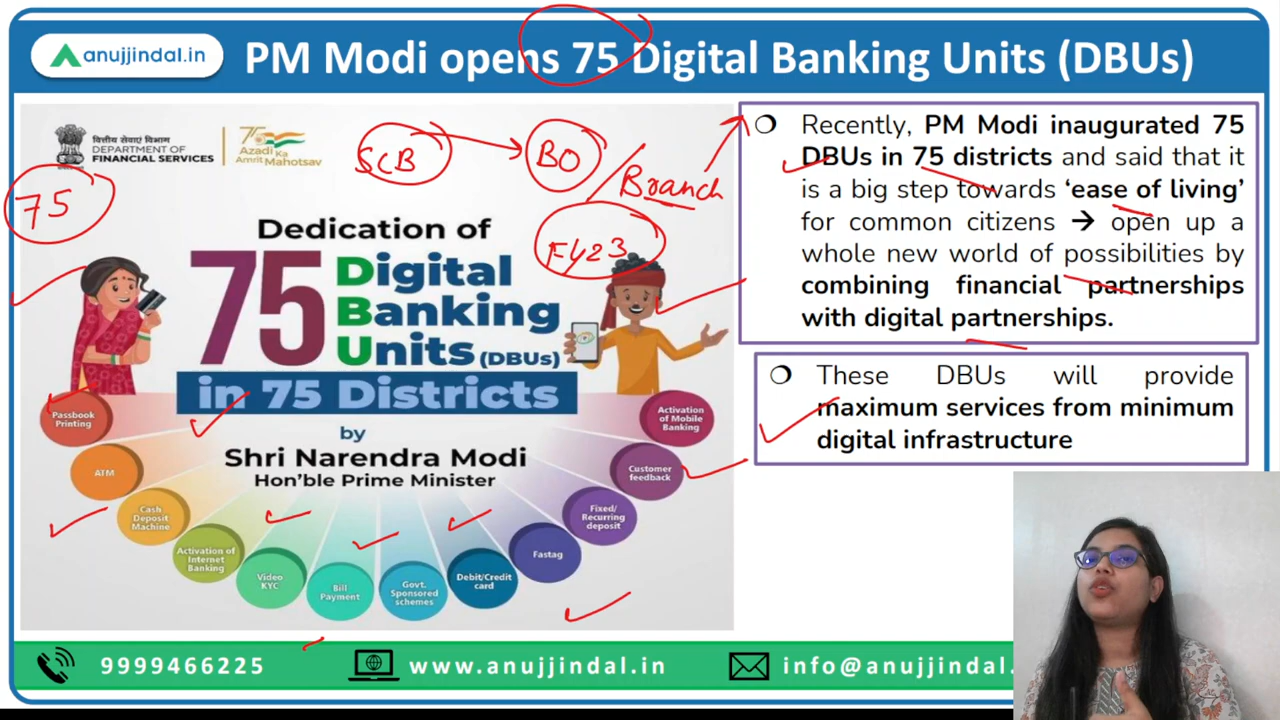 anujjindal.in
PM Modi opens 75 Digital Banking Units (DBUs)
वित्तीय सेवाएं विभाग
DEPARTMENT OF
FINANCIAL SERVICES
75
Azadi Ka
Amrit Mahotsav
SCB
BO
Branch
FY23
75
Dedication of
75 Digital
Banking
Units (DBUs)
in 75 Districts
by
Shri Narendra Modi
Hon'ble Prime Minister
Passbook
Printing
ATM
Cash
Deposit
Machine
Activation of
Internet
Banking
Video
KYC
Bill
Payment
Govt.
Sponsored
schemes
Debit/Credit
card
Fastag
Fixed/
Recurring
deposit
Customer
feedback
Activation
of Mobile
Banking
❍ Recently, PM Modi inaugurated 75
DBUs in 75 districts and said that it
is a big step towards ‘ease of living’
for common citizens → open up a
whole new world of possibilities by
combining financial partnerships
with digital partnerships.
❍ These DBUs will provide
maximum services from minimum
digital infrastructure
9999466225
www.anujjindal.in
info@anujjindal.